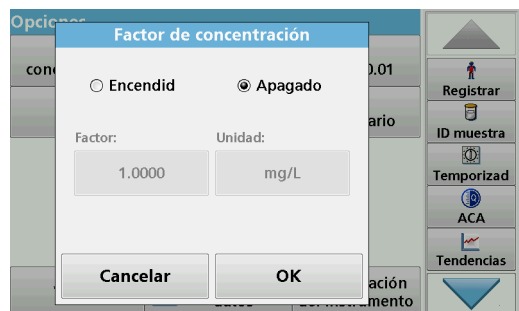 Opciones
Factor de concentración
Encendid
Apagado
Factor:
Unidad:
1.0000
mg/L
Cancelar
OK
Registrar
ID muestra
Temporizad
ACA
Tendencias